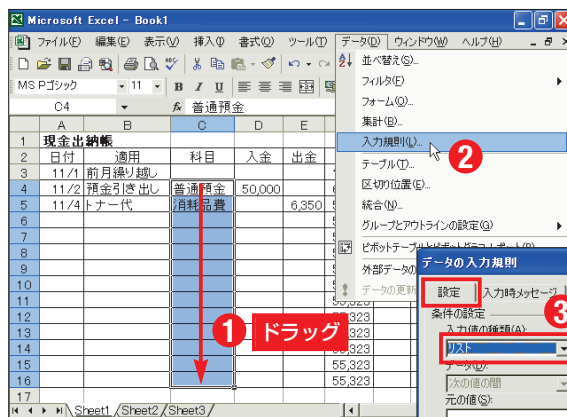 Microsoft Excel - Book1
ファイル(F) 編集(E) 表示(V) 挿入(I) 書式(O) ツール(T) データ(D) ウィンドウ(W) ヘルプ(H)
MS Pゴシック 11 B I U
C4 fx 普通預金
A B C D E
1 現金出納帳
2 日付 適用 科目 入金 出金
3 11/1 前月繰り越し
4 11/2 預金引き出し 普通預金 50,000
5 11/4 トナー代 消耗品費 6,350
6
7
8
9
10
11 55,323
12 55,323
13 55,323
14 55,323
15 55,323
16 55,323
17
Sheet1 Sheet2 Sheet3
並べ替え(S)...
フィルタ(F)
フォーム(O)...
集計(B)...
入力規則(L)...
テーブル(T)...
区切り位置(E)...
統合(N)...
グループとアウトラインの設定(G)
外部データの
データの更新
1 ドラッグ
2
3
データの入力規則
設定 入力時メッセージ
条件の設定
入力値の種類(A):
リスト
データ(D):
次の値の間
元の値(S):